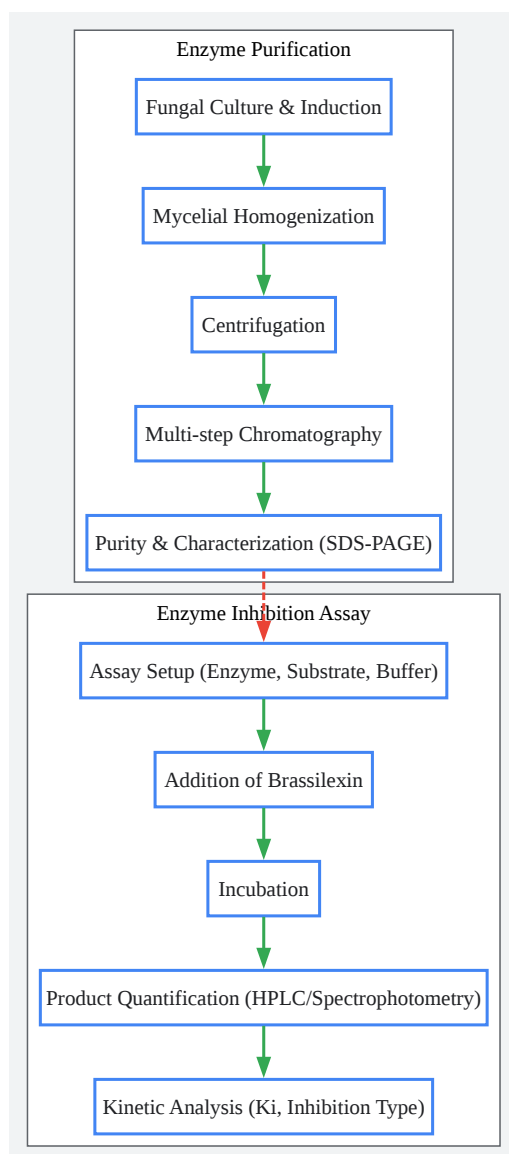 Enzyme Purification
Fungal Culture & Induction
Mycelial Homogenization
Centrifugation
Multi-step Chromatography
Purity & Characterization (SDS-PAGE)
Enzyme Inhibition Assay
Assay Setup (Enzyme, Substrate, Buffer)
Addition of Brassilexin
Incubation
Product Quantification (HPLC/Spectrophotometry)
Kinetic Analysis (Ki, Inhibition Type)